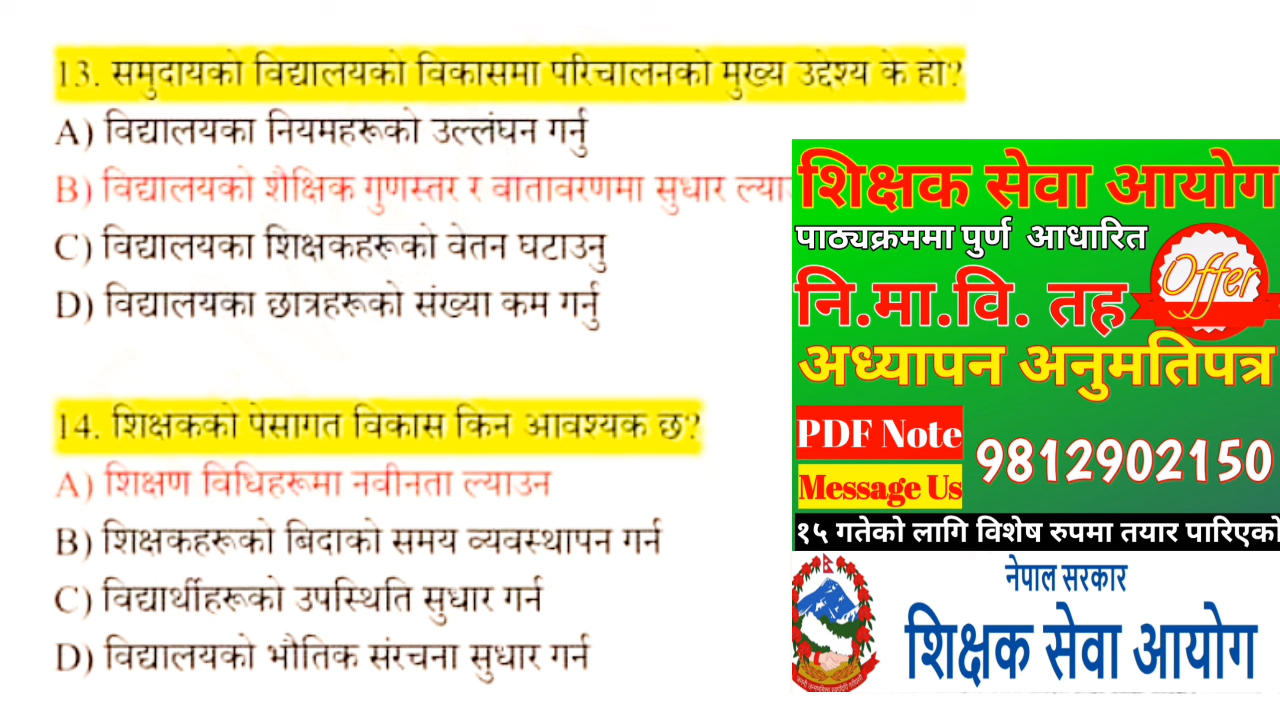 13. समुदायको विद्यालयको विकासमा परिचालनको मुख्य उद्देश्य के हो?
A) विद्यालयका नियमहरूको उल्लंघन गर्नु
B) विद्यालयको शैक्षिक गुणस्तर र वातावरणमा सुधार
C) विद्यालयका शिक्षकहरूको वेतन घटाउनु
D) विद्यालयका छात्रहरूको संख्या कम गर्नु
14. शिक्षकको पेसागत विकास किन आवश्यक छ?
A) शिक्षण विधिहरूमा नवीनता ल्याउन
B) शिक्षकहरूको बिदाको समय व्यवस्थापन गर्न
C) विद्यार्थीहरूको उपस्थिति सुधार गर्न
D) विद्यालयको भौतिक संरचना सुधार गर्न
शिक्षक सेवा आयोग
पाठ्यक्रममा पुर्ण आधारित
नि.मा.वि. तह
Offer
अध्यापन अनुमतिपत्र
PDF Note
Message Us
9812902150
१५ गतेको लागि विशेष रुपमा तयार पारिएको
नेपाल सरकार
शिक्षक सेवा आयोग